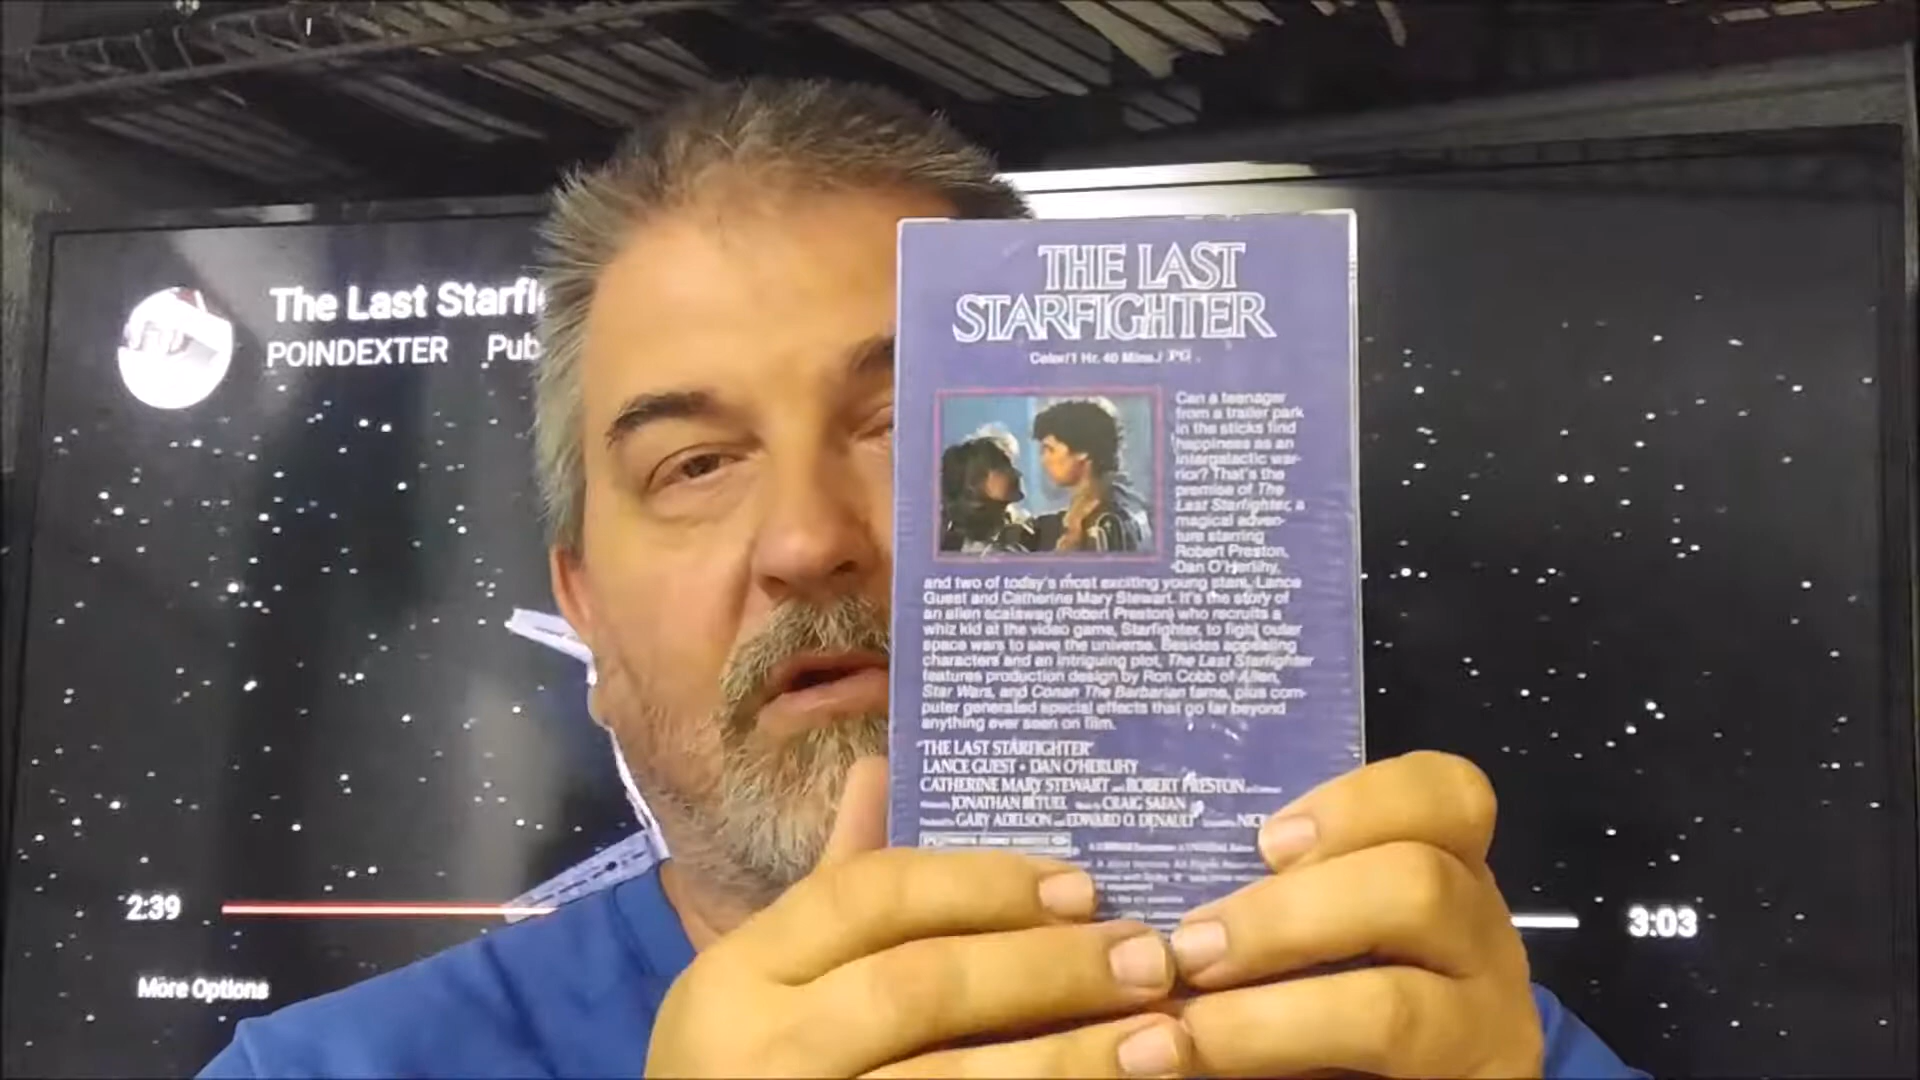 The Last Starfi
POINDEXTER Pub
THE LAST
STARFIGHTER
Color/1 Hr. 40 Mins./ PG
Can a teenager
from a trailer park
in the sticks find
happiness as an
intergalactic war-
rior? That's the
premise of The
Last Starfighter, a
magical adven-
ture starring
Robert Preston,
Dan O'Herlihy,
and two of today's most exciting young stars, Lance
Guest and Catherine Mary Stewart. It's the story of
an alien scalawag (Robert Preston) who recruits a
whiz kid at the video game, Starfighter, to fight outer
space wars to save the universe. Besides appealing
characters and an intriguing plot, The Last Starfighter
features production design by Ron Cobb of Alien,
Star Wars, and Conan The Barbarian fame, plus com-
puter generated special effects that go far beyond
anything ever seen on film.
"THE LAST STARFIGHTER"
LANCE GUEST • DAN O'HERLIHY
CATHERINE MARY STEWART and ROBERT PRESTON
JONATHAN BETUEL CRAIG SAFAN
GARY ADELSON and EDWARD O. DENAULT NICK
PG
2:39
3:03
More Options